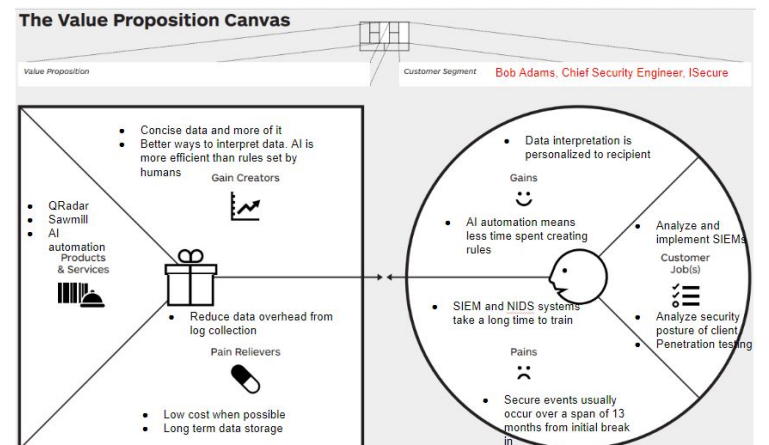 The Value Proposition Canvas
Value Proposition
Customer Segment
Bob Adams, Chief Security Engineer, ISecure
• Concise data and more of it
• Better ways to interpret data. AI is
more efficient than rules set by
humans
Gain Creators
• QRadar
• Sawmill
• AI
automation
Products
& Services
• Reduce data overhead from
log collection
Pain Relievers
• Low cost when possible
• Long term data storage
• Data interpretation is
personalized to recipient
Gains
• AI automation means
less time spent creating
rules
• Analyze and
implement SIEMs
Customer
Job(s)
• Analyze security
posture of client
• Penetration testing
• SIEM and NIDS systems
take a long time to train
Pains
• Secure events usually
occur over a span of 13
months from initial break
in